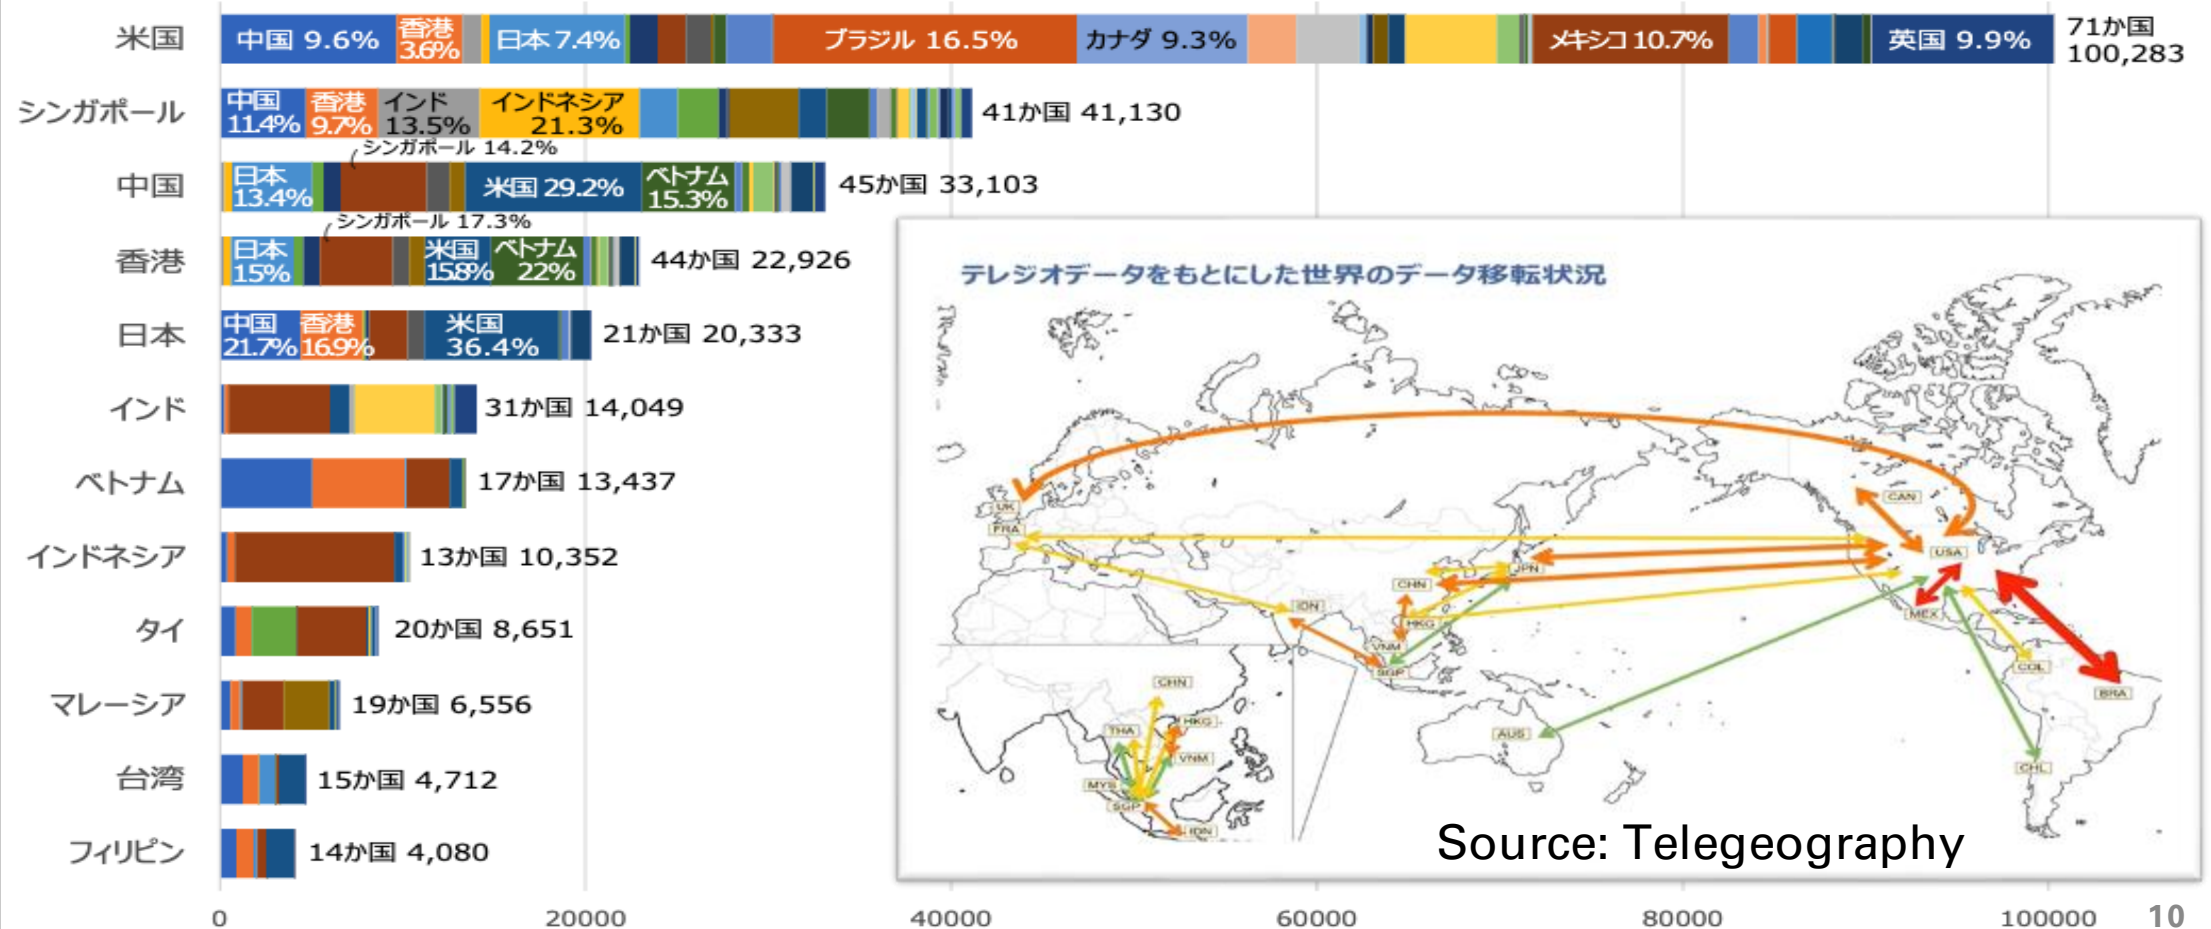 米国
中国 9.6%
香港
3.6%
日本 7.4%
ブラジル 16.5%
カナダ 9.3%
メキシコ 10.7%
英国 9.9%
71か国
100,283
シンガポール
中国
11.4%
香港
9.7%
インド
13.5%
インドネシア
21.3%
41か国 41,130
シンガポール 14.2%
中国
日本
13.4%
米国 29.2%
ベトナム
15.3%
45か国 33,103
シンガポール 17.3%
香港
日本
15%
米国
15.8%
ベトナム
22%
44か国 22,926
日本
中国
21.7%
香港
16.9%
米国
36.4%
21か国 20,333
インド
31か国 14,049
ベトナム
17か国 13,437
インドネシア
13か国 10,352
タイ
20か国 8,651
マレーシア
19か国 6,556
台湾
15か国 4,712
フィリピン
14か国 4,080
0
20000
40000
60000
80000
100000
テレジオデータをもとにした世界のデータ移転状況
UK
FRA
CAN
USA
JPN
CHN
IDN
HKG
VNM
SGP
MEX
COL
BRA
AUS
CHL
CHN
THA
HKG
VNM
MYS
SGP
IDN
Source: Telegeography
10